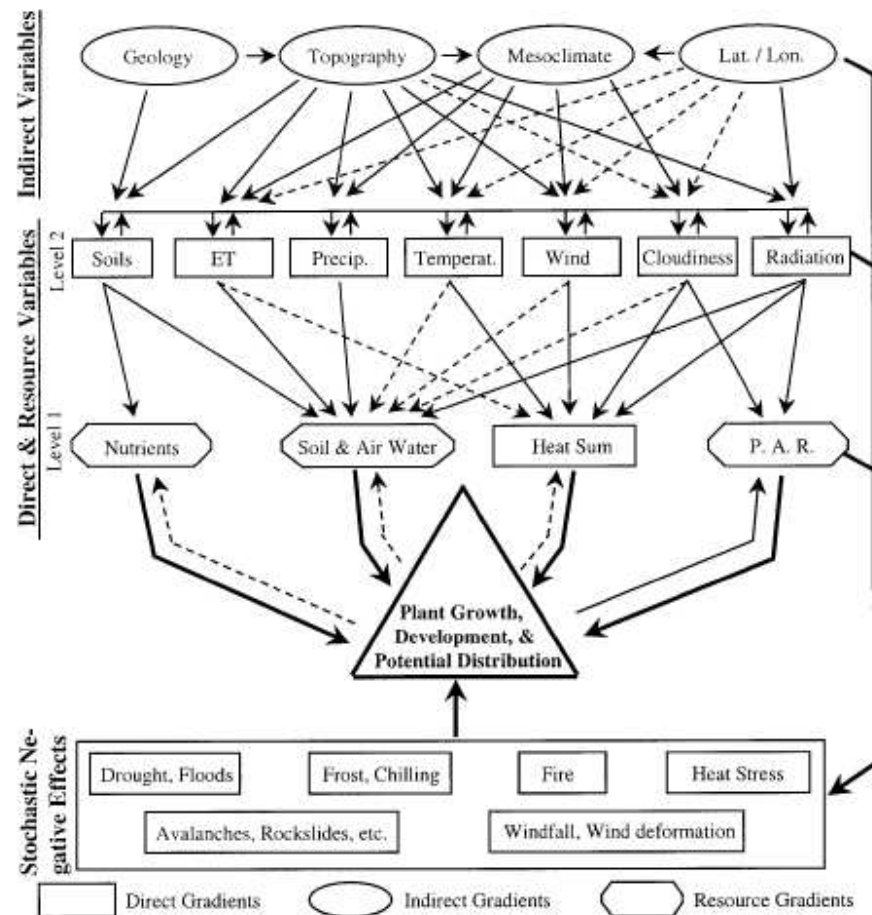 Indirect Variables
Geology
Topography
Mesoclimate
Lat. / Lon.
Direct & Resource Variables
Level 2
Soils
ET
Precip.
Temperat.
Wind
Cloudiness
Radiation
Level 1
Nutrients
Soil & Air Water
Heat Sum
P. A. R.
Plant Growth,
Development, &
Potential Distribution
Stochastic Ne-
gative Effects
Drought, Floods
Frost, Chilling
Fire
Heat Stress
Avalanches, Rockslides, etc.
Windfall, Wind deformation
Direct Gradients
Indirect Gradients
Resource Gradients